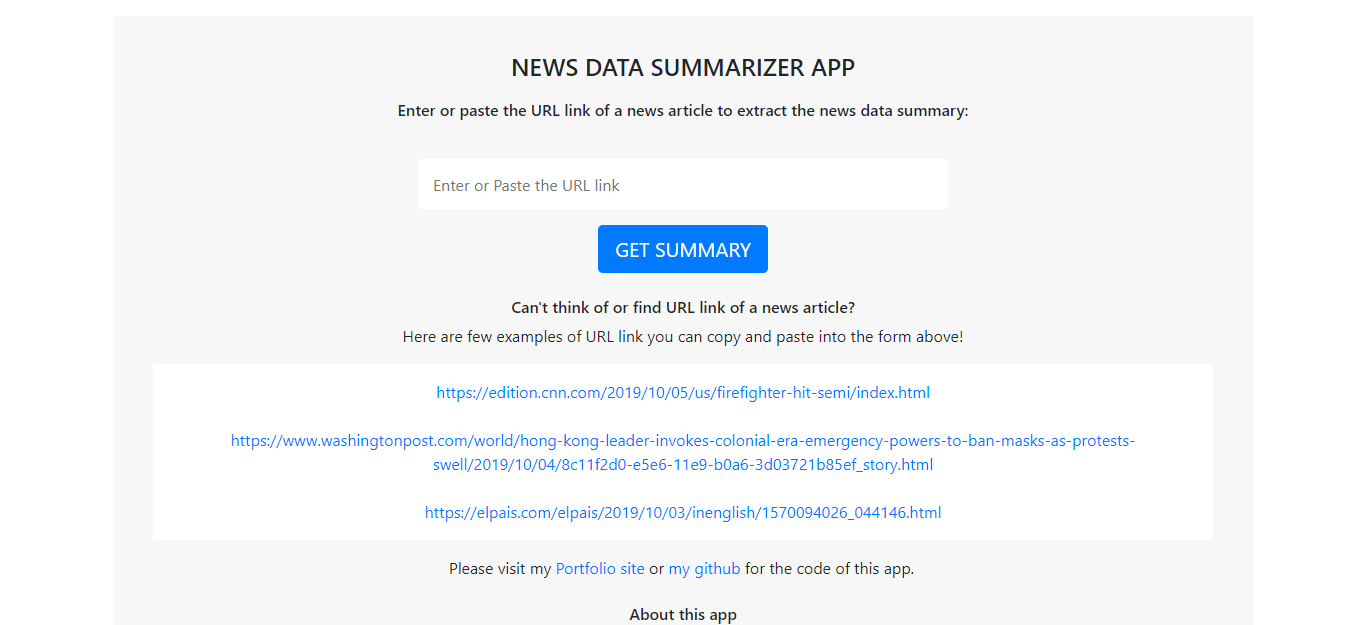 NEWS DATA SUMMARIZER APP
Enter or paste the URL link of a news article to extract the news data summary:
Enter or Paste the URL link
GET SUMMARY
Can't think of or find URL link of a news article?
Here are few examples of URL link you can copy and paste into the form above!
https://edition.cnn.com/2019/10/05/us/firefighter-hit-semi/index.html
https://www.washingtonpost.com/world/hong-kong-leader-invokes-colonial-era-emergency-powers-to-ban-masks-as-protests-
swell/2019/10/04/8c11f2d0-e5e6-11e9-b0a6-3d03721b85ef_story.html
https://elpais.com/elpais/2019/10/03/inenglish/1570094026_044146.html
Please visit my Portfolio site or my github for the code of this app.
About this app